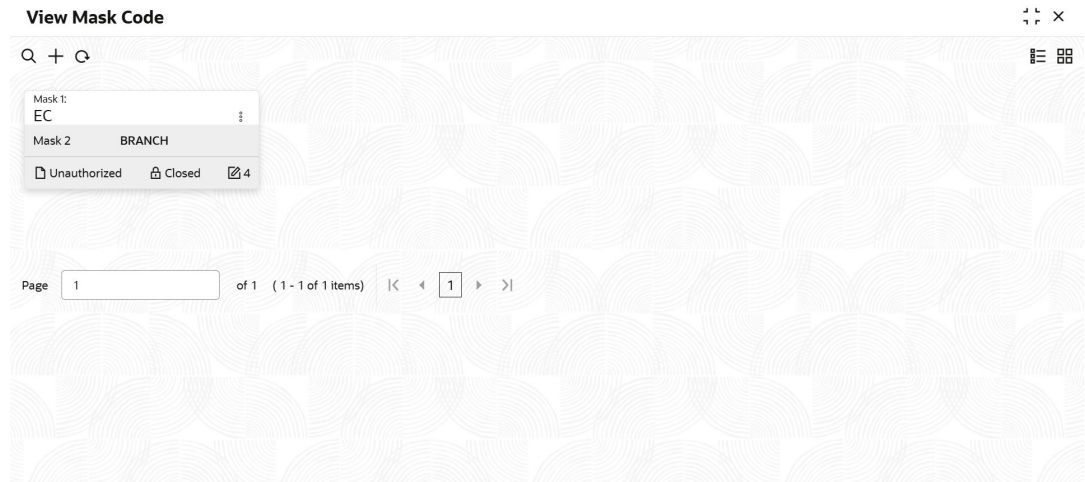 View Mask Code
Mask 1:
EC
Mask 2 BRANCH
Unauthorized Closed 4
Page 1 of 1 ( 1 - 1 of 1 items) 1